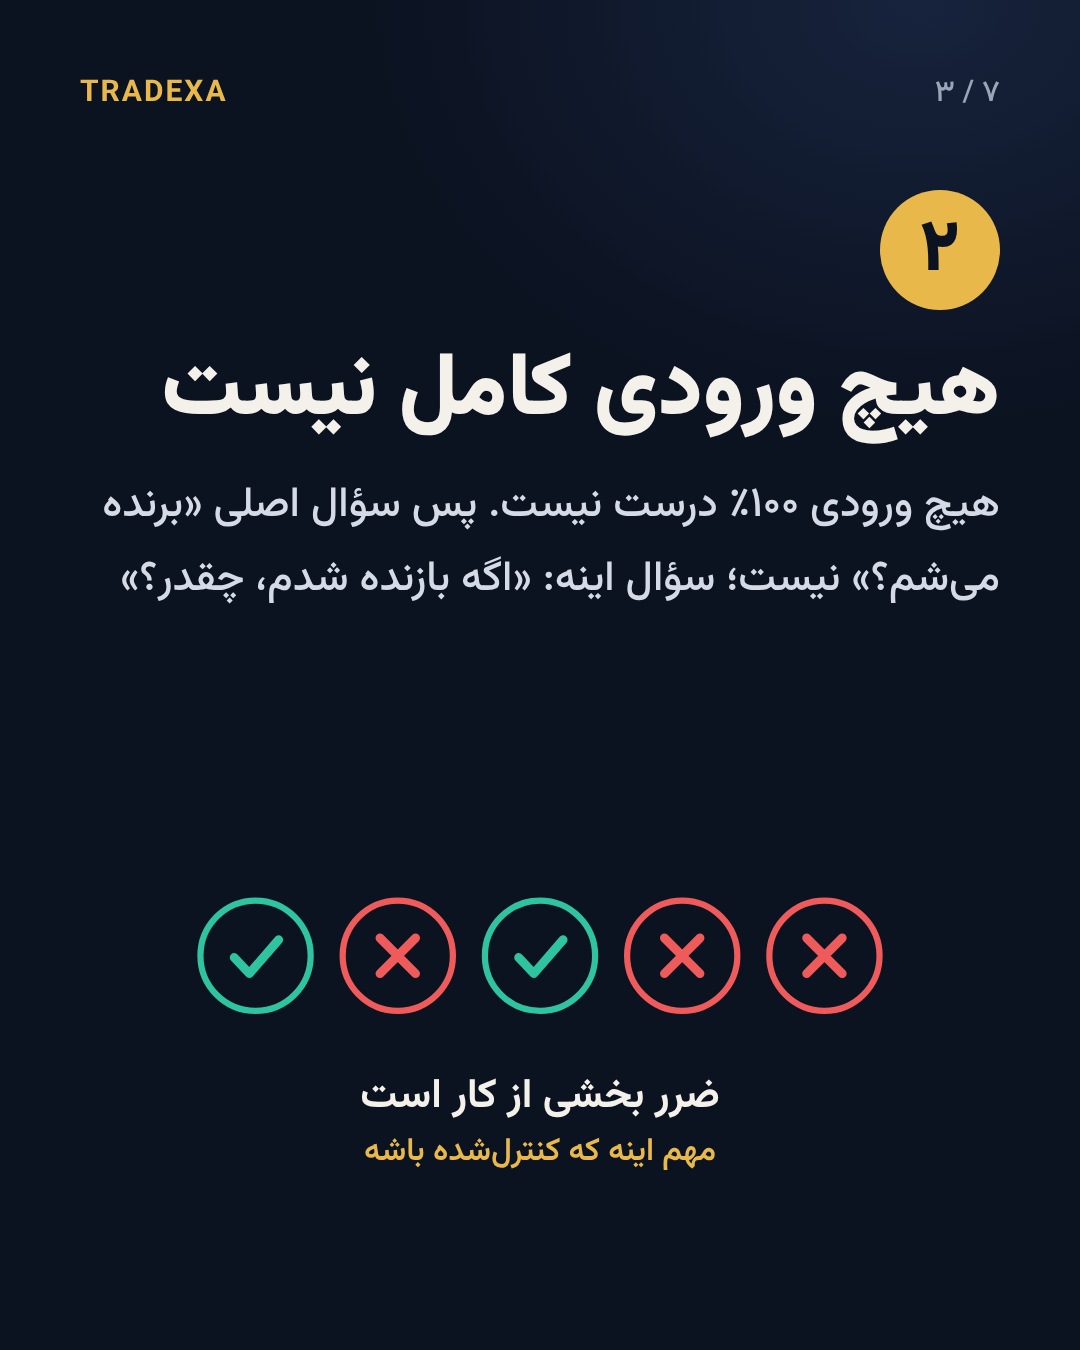 TRADEXA
۳ / ۷
۲
هیچ ورودی کامل نیست
هیچ ورودی ۱۰۰٪ درست نیست. پس سؤال اصلی «برنده
می‌شم؟» نیست؛ سؤال اینه: «اگه بازنده شدم، چقدر؟»
ضرر بخشی از کار است
مهم اینه که کنترل‌شده باشه